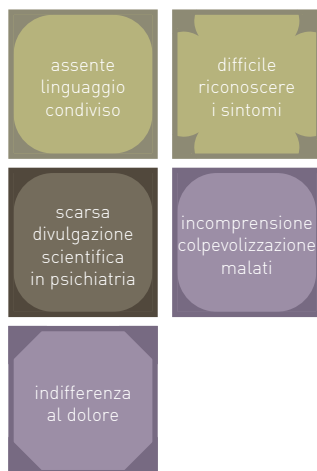 assente
linguaggio
condiviso
difficile
riconoscere
i sintomi
scarsa
divulgazione
scientifica
in psichiatria
incomprensione
colpevolizzazione
malati
indifferenza
al dolore